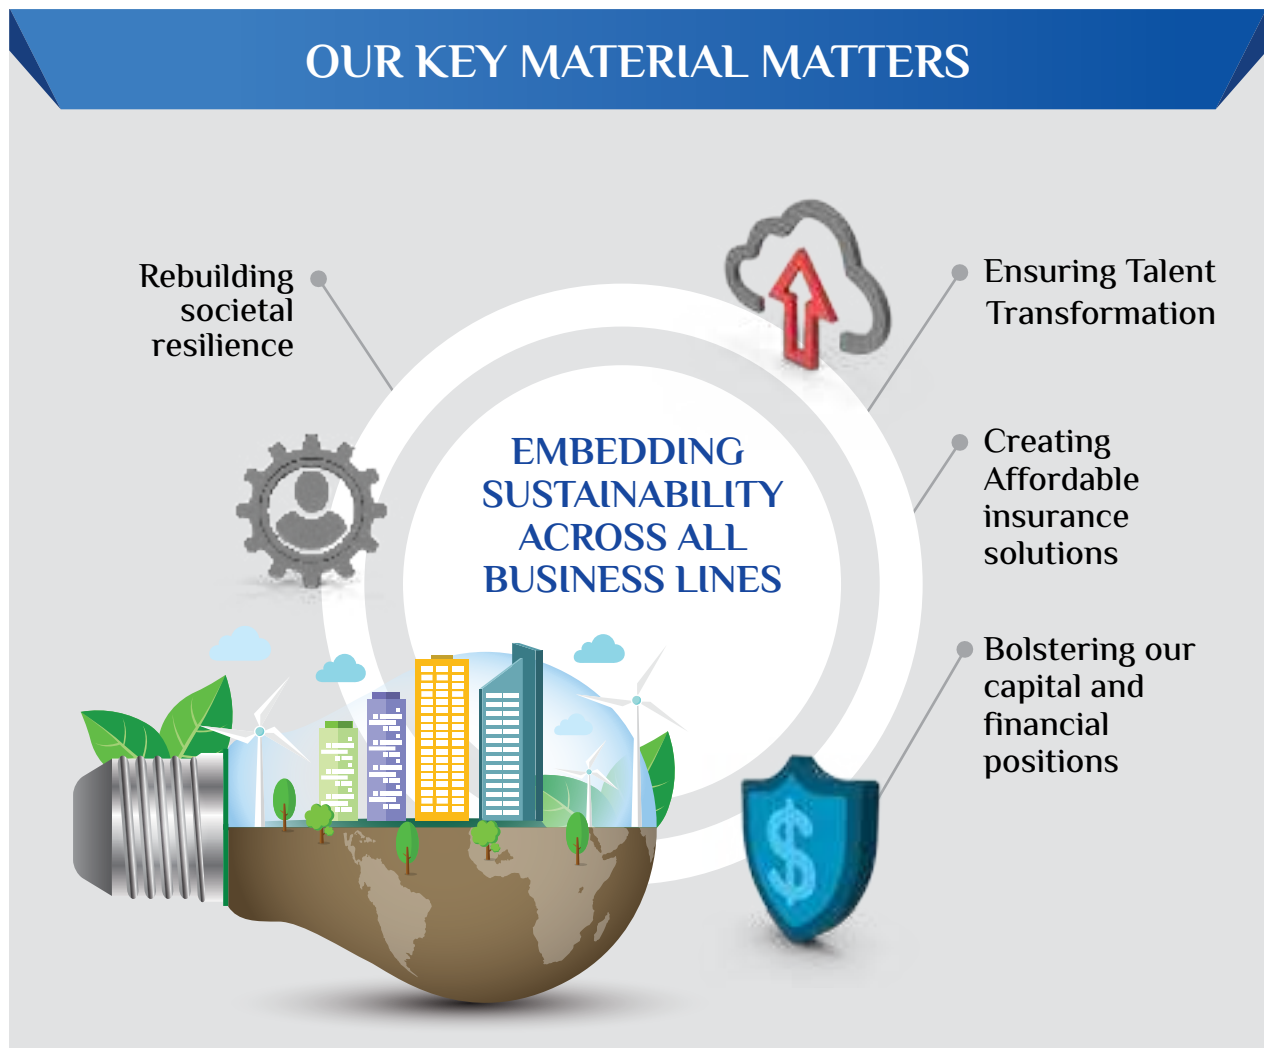 OUR KEY MATERIAL MATTERS
Rebuilding
societal
resilience
Ensuring Talent
Transformation
Creating
Affordable
insurance
solutions
Bolstering our
capital and
financial
positions
EMBEDDING
SUSTAINABILITY
ACROSS ALL
BUSINESS LINES
$